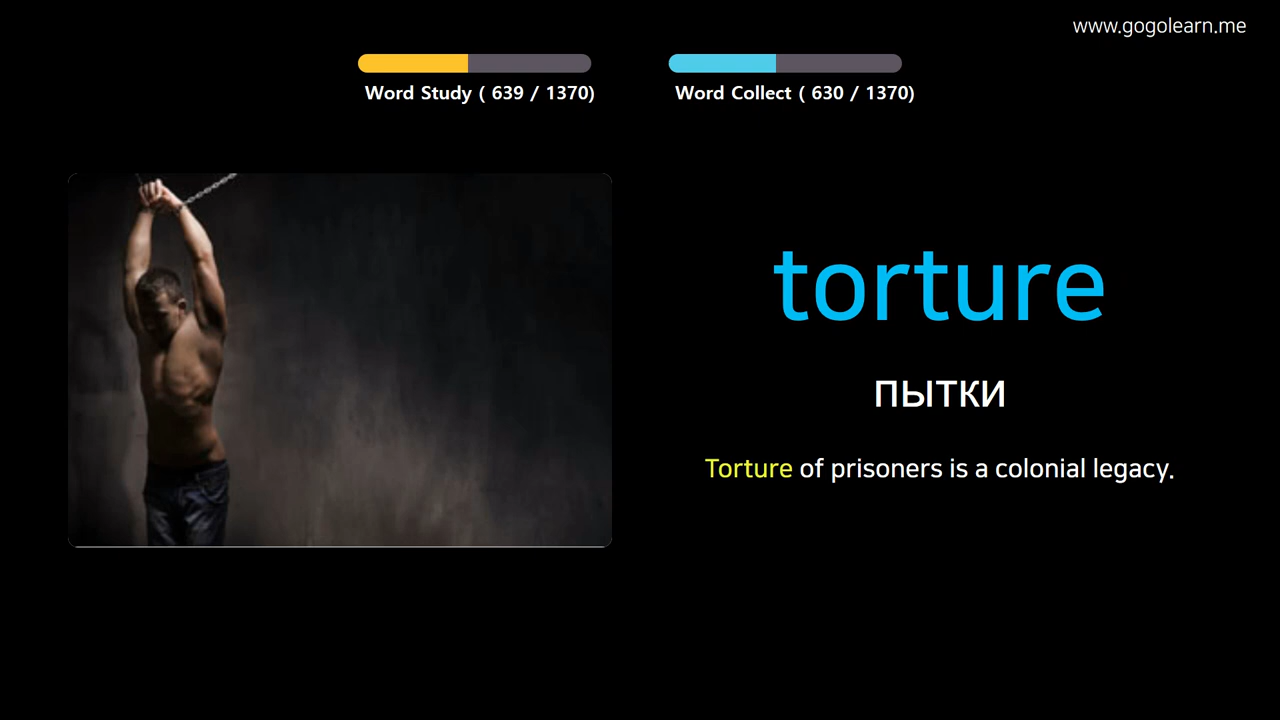 www.gogolearn.me
Word Study ( 639 / 1370)
Word Collect ( 630 / 1370)
torture
пытки
Torture of prisoners is a colonial legacy.